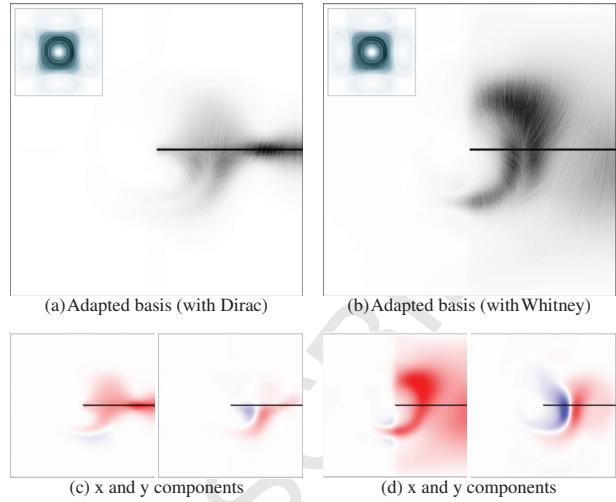 (a) Adapted basis (with Dirac)
(b) Adapted basis (with Whitney)
(c) x and y components
(d) x and y components